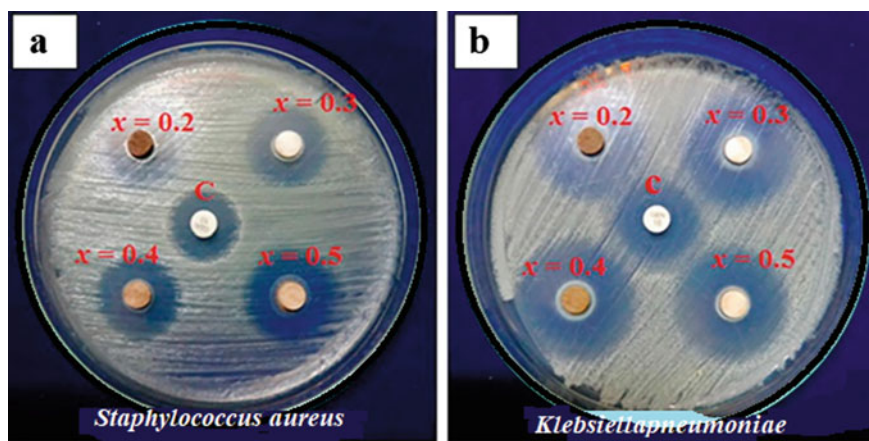 a
x = 0.2
x = 0.3
C
x = 0.4
x = 0.5
Staphylococcus aureus
b
x = 0.2
x = 0.3
c
x = 0.4
x = 0.5
Klebsiellapneumoniae